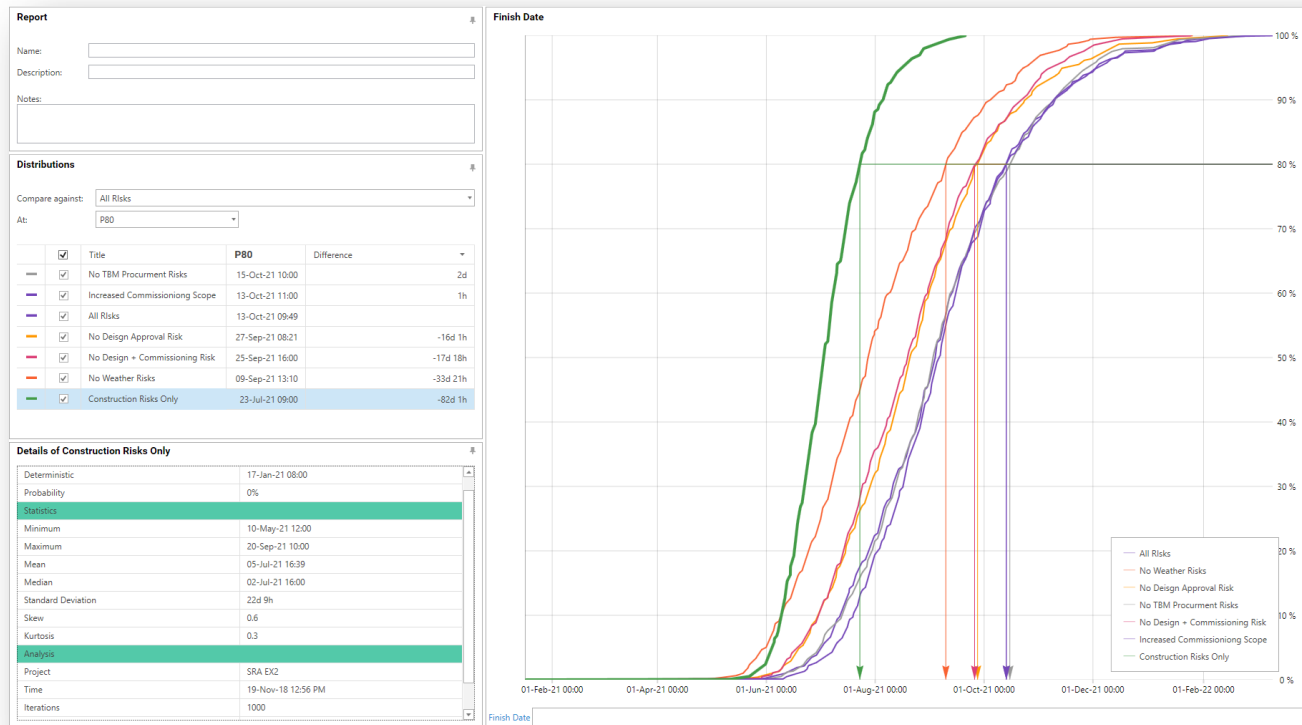 Report
Name:
Description:
Notes:
Distributions
Compare against: All RIsks
At: P80
Title P80 Difference
No TBM Procurment Risks 15-Oct-21 10:00 2d
Increased Commissioniong Scope 13-Oct-21 11:00 1h
All RIsks 13-Oct-21 09:49
No Deisgn Approval Risk 27-Sep-21 08:21 -16d 1h
No Design + Commissioning Risk 25-Sep-21 16:00 -17d 18h
No Weather Risks 09-Sep-21 13:10 -33d 21h
Construction Risks Only 23-Jul-21 09:00 -82d 1h
Details of Construction Risks Only
Deterministic 17-Jan-21 08:00
Probability 0%
Statistics
Minimum 10-May-21 12:00
Maximum 20-Sep-21 10:00
Mean 05-Jul-21 16:39
Median 02-Jul-21 16:00
Standard Deviation 22d 9h
Skew 0.6
Kurtosis 0.3
Analysis
Project SRA EX2
Time 19-Nov-18 12:56 PM
Iterations 1000
Finish Date
100 %
90 %
80 %
70 %
60 %
50 %
40 %
30 %
20 %
10 %
0 %
All RIsks
No Weather Risks
No Deisgn Approval Risk
No TBM Procurment Risks
No Design + Commissioning Risk
Increased Commissioniong Scope
Construction Risks Only
01-Feb-21 00:00 01-Apr-21 00:00 01-Jun-21 00:00 01-Aug-21 00:00 01-Oct-21 00:00 01-Dec-21 00:00 01-Feb-22 00:00
Finish Date